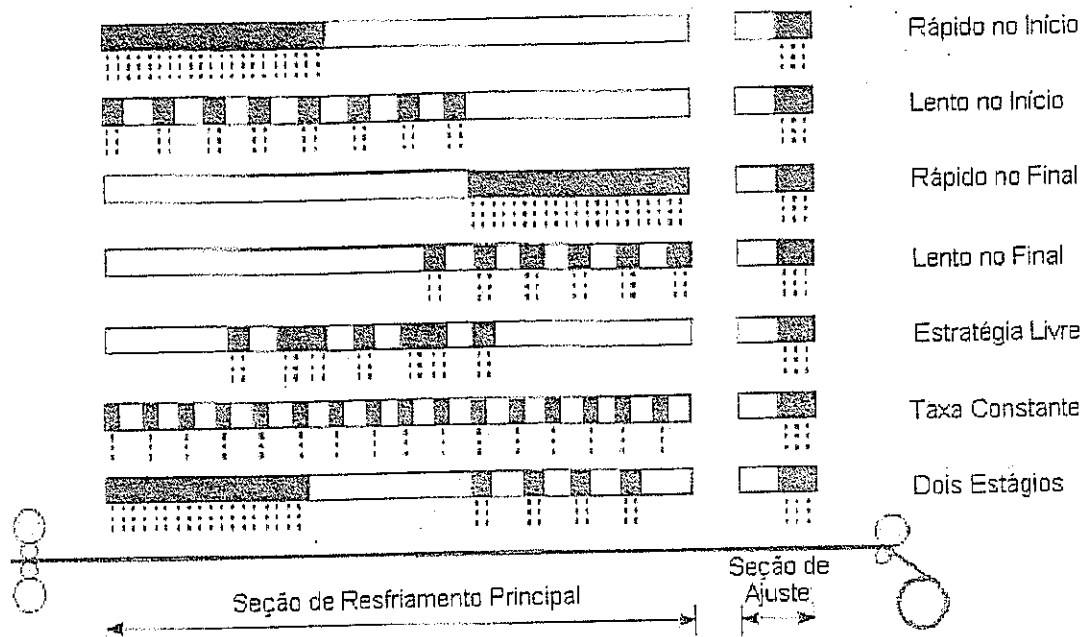 Rápido no Início
Lento no Início
Rápido no Final
Lento no Final
Estratégia Livre
Taxa Constante
Dois Estágios
Seção de Resfriamento Principal
Seção de
Ajuste